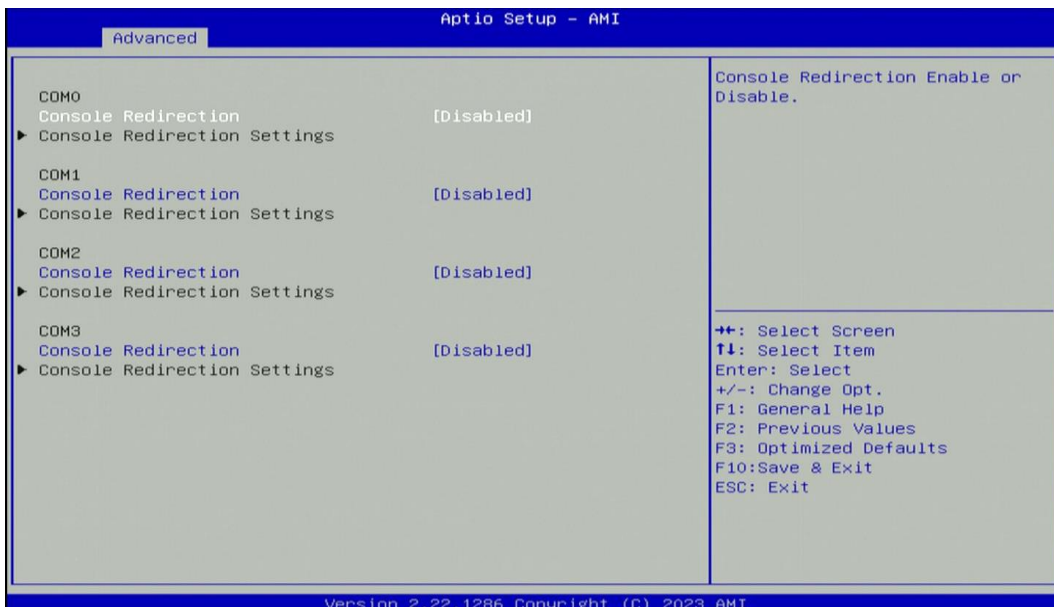 Aptio Setup - AMI
Advanced
COM0
Console Redirection [Disabled]
▶ Console Redirection Settings
COM1
Console Redirection [Disabled]
▶ Console Redirection Settings
COM2
Console Redirection [Disabled]
▶ Console Redirection Settings
COM3
Console Redirection [Disabled]
▶ Console Redirection Settings
Console Redirection Enable or
Disable.
→←: Select Screen
↑↓: Select Item
Enter: Select
+/-: Change Opt.
F1: General Help
F2: Previous Values
F3: Optimized Defaults
F10:Save & Exit
ESC: Exit
Version 2.22.1286 Copyright (C) 2023 AMI